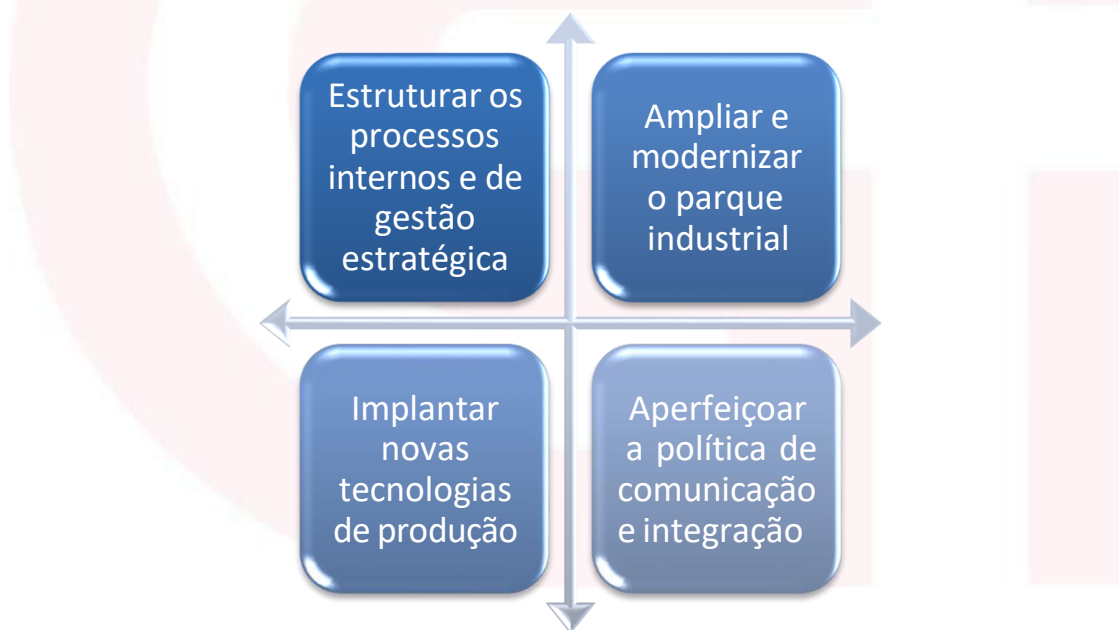 Estruturar os
processos
internos e de
gestão
estratégica
Ampliar e
modernizar
o parque
industrial
Implantar
novas
tecnologias
de produção
Aperfeiçoar
a política de
comunicação
e integração